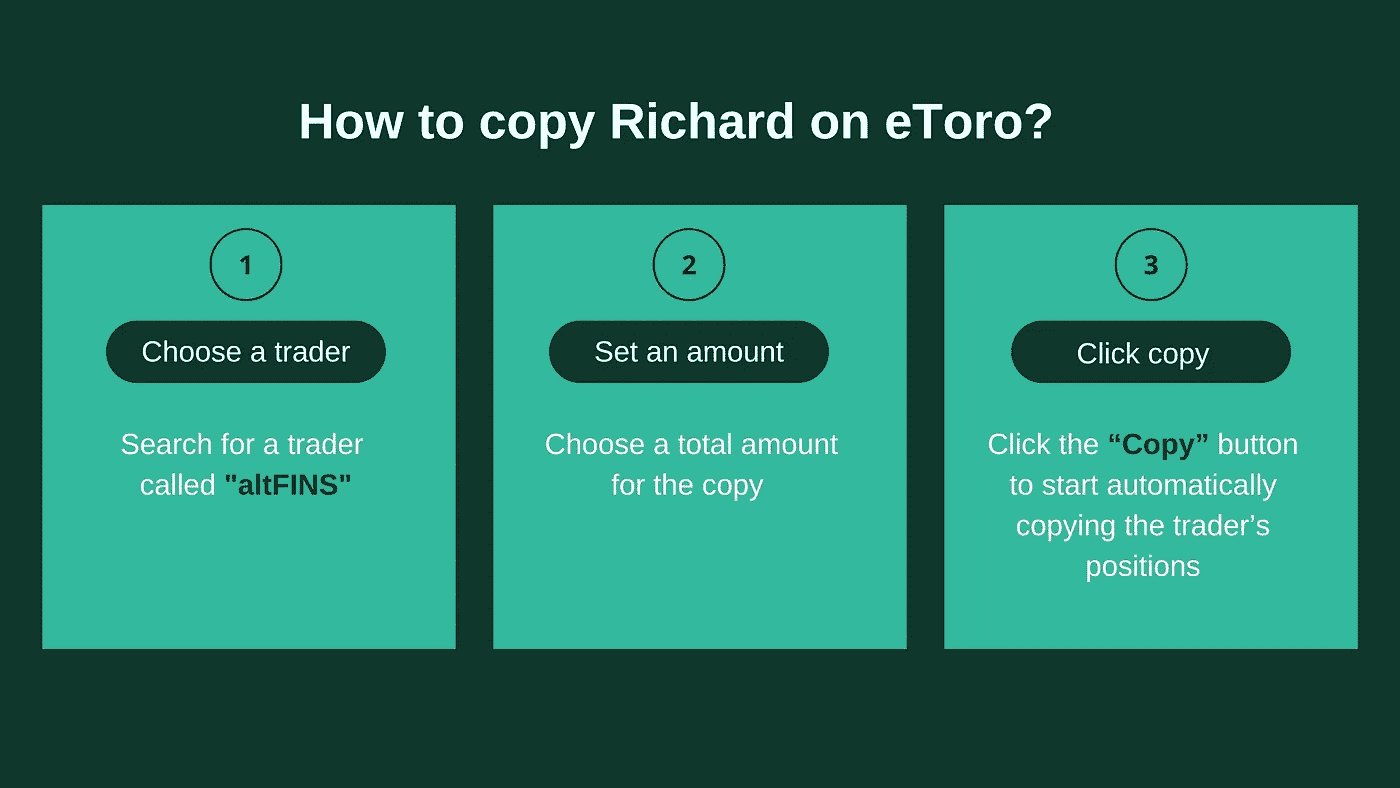 How to copy Richard on eToro?
1
Choose a trader
Search for a trader
called "altFINS"
2
Set an amount
Choose a total amount
for the copy
3
Click copy
Click the “Copy” button
to start automatically
copying the trader’s
positions